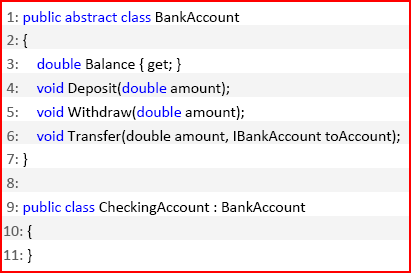 1: public abstract class BankAccount
2: {
3: double Balance { get; }
4: void Deposit(double amount);
5: void Withdraw(double amount);
6: void Transfer(double amount, IBankAccount toAccount);
7: }
8:
9: public class CheckingAccount : BankAccount
10: {
11: }